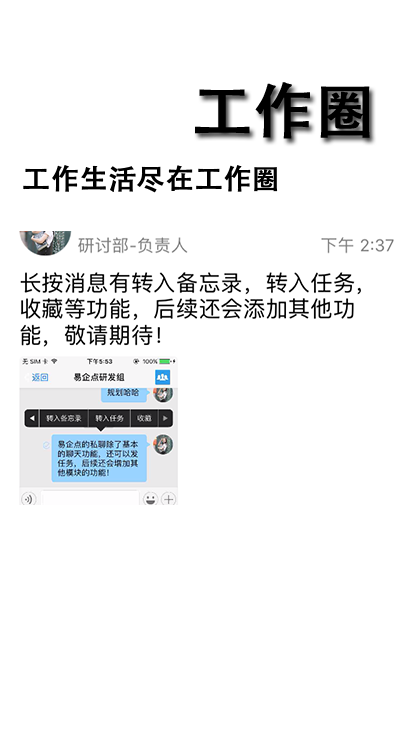 工作圈
工作生活尽在工作圈
研讨部-负责人 下午 2:37
长按消息有转入备忘录，转入任务，
收藏等功能，后续还会添加其他功
能，敬请期待！
无 SIM 下午5:53 100%
返回 易企点研发组
规划哈哈
转入备忘录 转入任务 收藏
易企点的私聊除了基本
的聊天功能，还可以发
任务，后续还会增加其
他模块的功能！